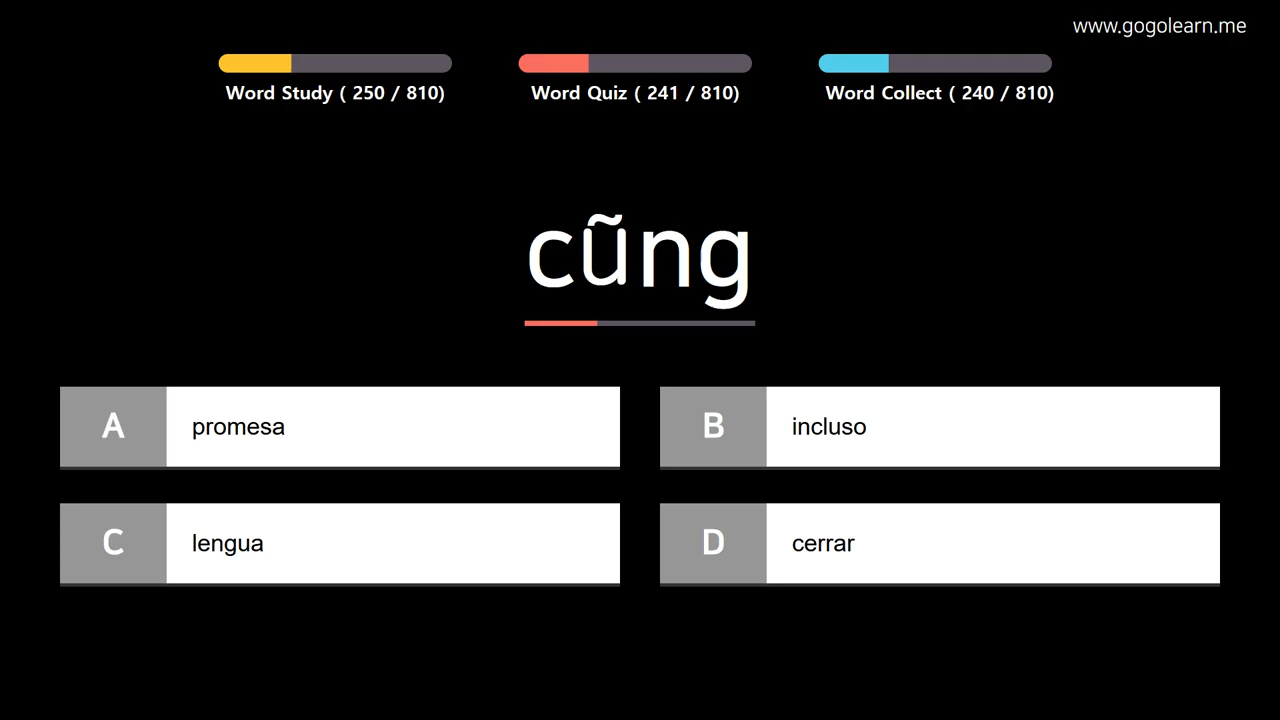 www.gogolearn.me
Word Study ( 250 / 810)
Word Quiz ( 241 / 810)
Word Collect ( 240 / 810)
cũng
A promesa
B incluso
C lengua
D cerrar